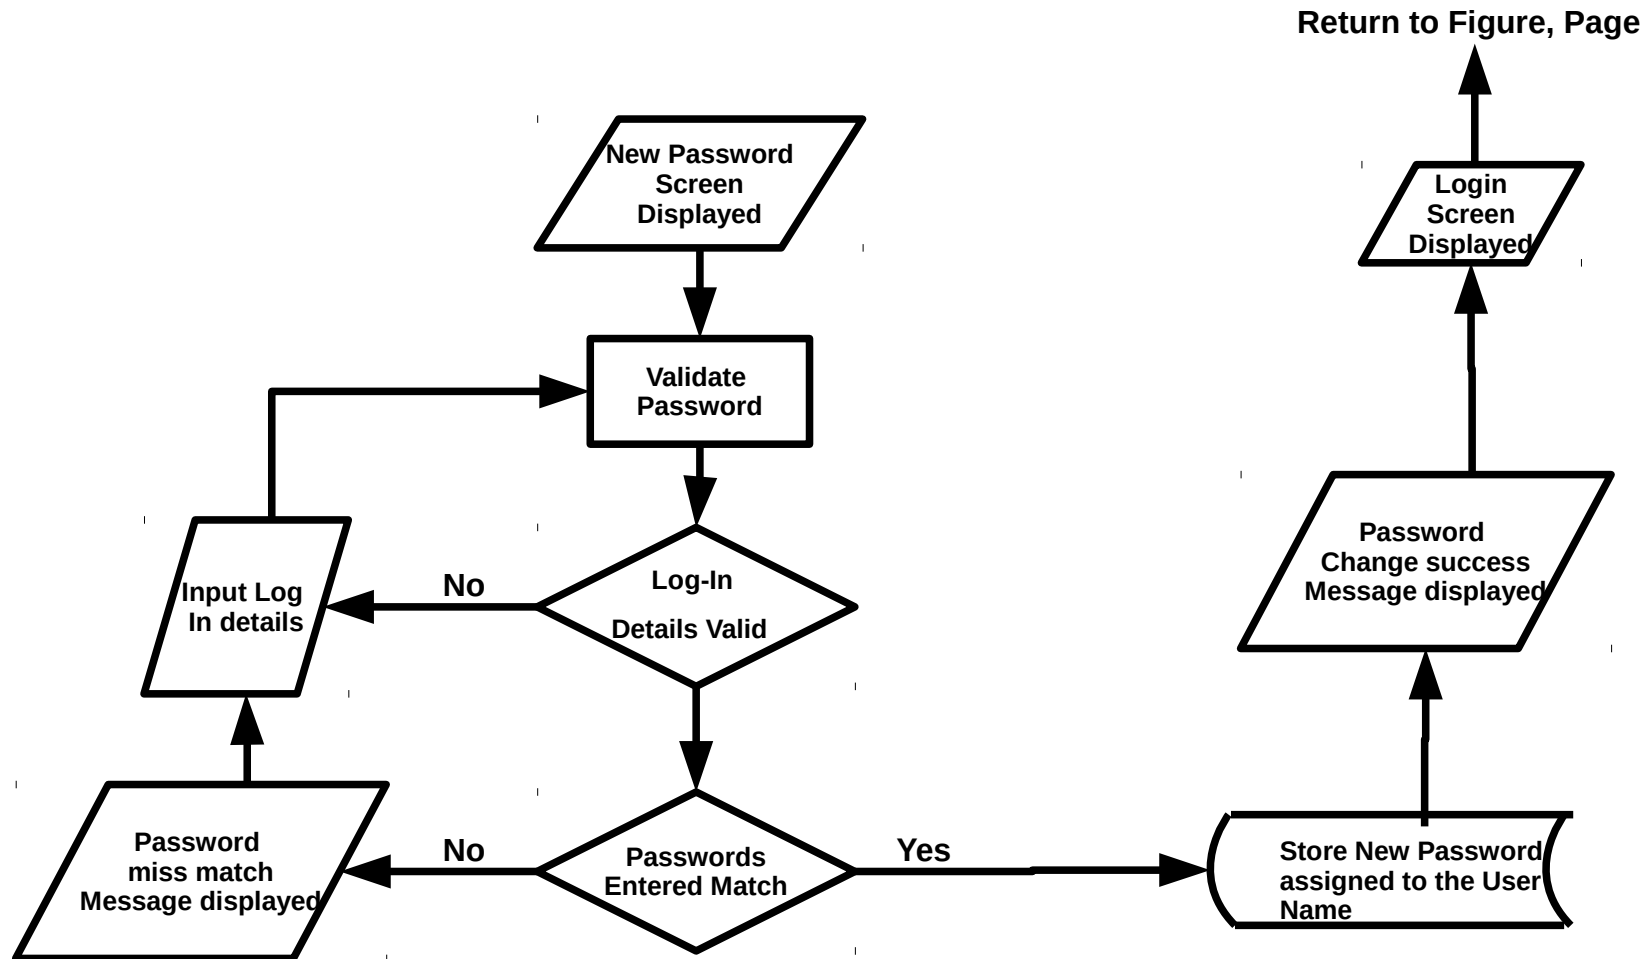 Return to Figure, Page
New Password
Screen
Displayed
Login
Screen
Displayed
Validate
Password
Password
Change success
Message displayed
Input Log
In details
No
Log-In
Details Valid
Password
miss match
Message displayed
No
Passwords
Entered Match
Yes
Store New Password
assigned to the User
Name